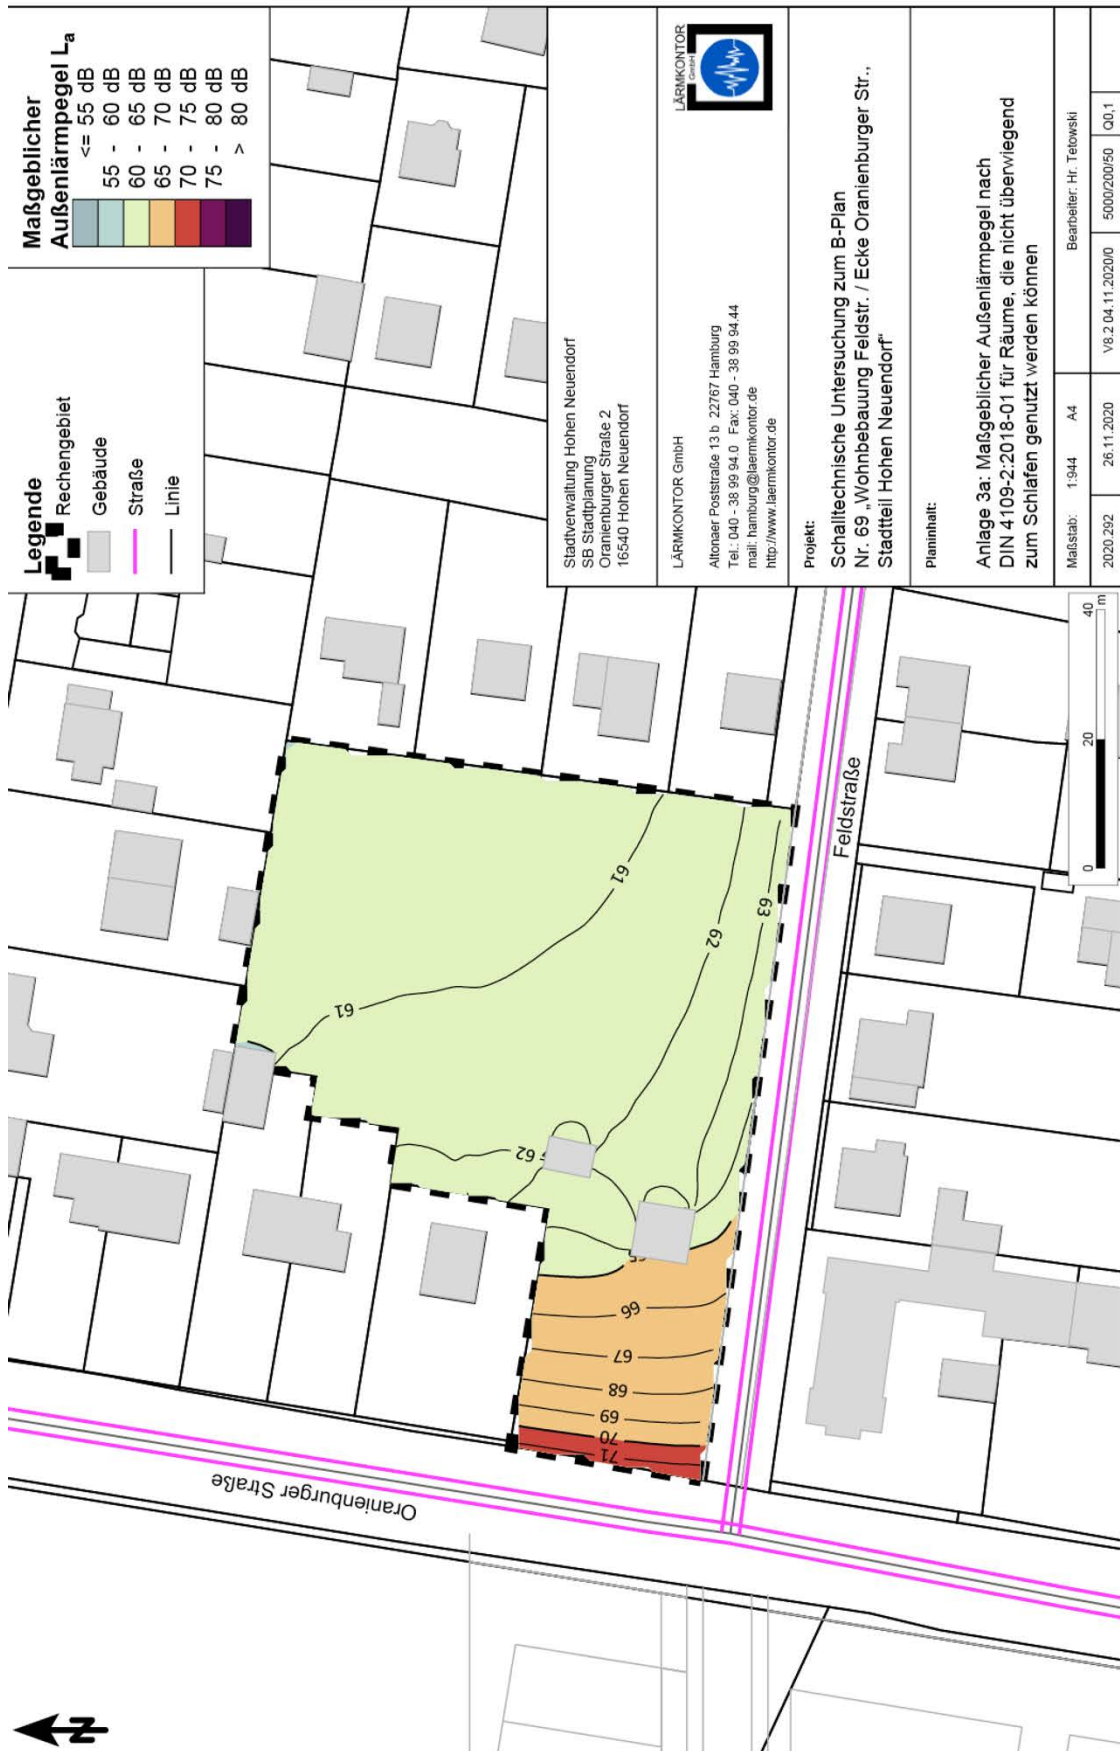 Legende
Rechengebiet
Gebäude
Straße
Linie
Maßgeblicher
Außenlärmpegel La
<= 55 dB
55 - 60 dB
60 - 65 dB
65 - 70 dB
70 - 75 dB
75 - 80 dB
> 80 dB
Stadtverwaltung Hohen Neuendorf
SB Stadtplanung
Oranienburger Straße 2
16540 Hohen Neuendorf
LÄRMKONTOR GmbH
Altonaer Poststraße 13 b 22767 Hamburg
Tel.: 040 - 38 99 94.0 Fax: 040 - 38 99 94.44
mail: hamburg@laermkontor.de
http://www.laermkontor.de
LÄRMKONTOR
GmbH
Projekt:
Schalltechnische Untersuchung zum B-Plan
Nr. 69 „Wohnbebauung Feldstr. / Ecke Oranienburger Str.,
Stadtteil Hohen Neuendorf"
Planinhalt:
Anlage 3a: Maßgeblicher Außenlärmpegel nach
DIN 4109-2:2018-01 für Räume, die nicht überwiegend
zum Schlafen genutzt werden können
Maßstab: 1:944 A4 Bearbeiter: Hr. Tetowski
2020.292 26.11.2020 V8.2 04.11.2020/0 5000/200/50 Q0,1
N
Oranienburger Straße
Feldstraße
61
61
62
62
63
65
66
67
68
69
70
71
0 20 40
m